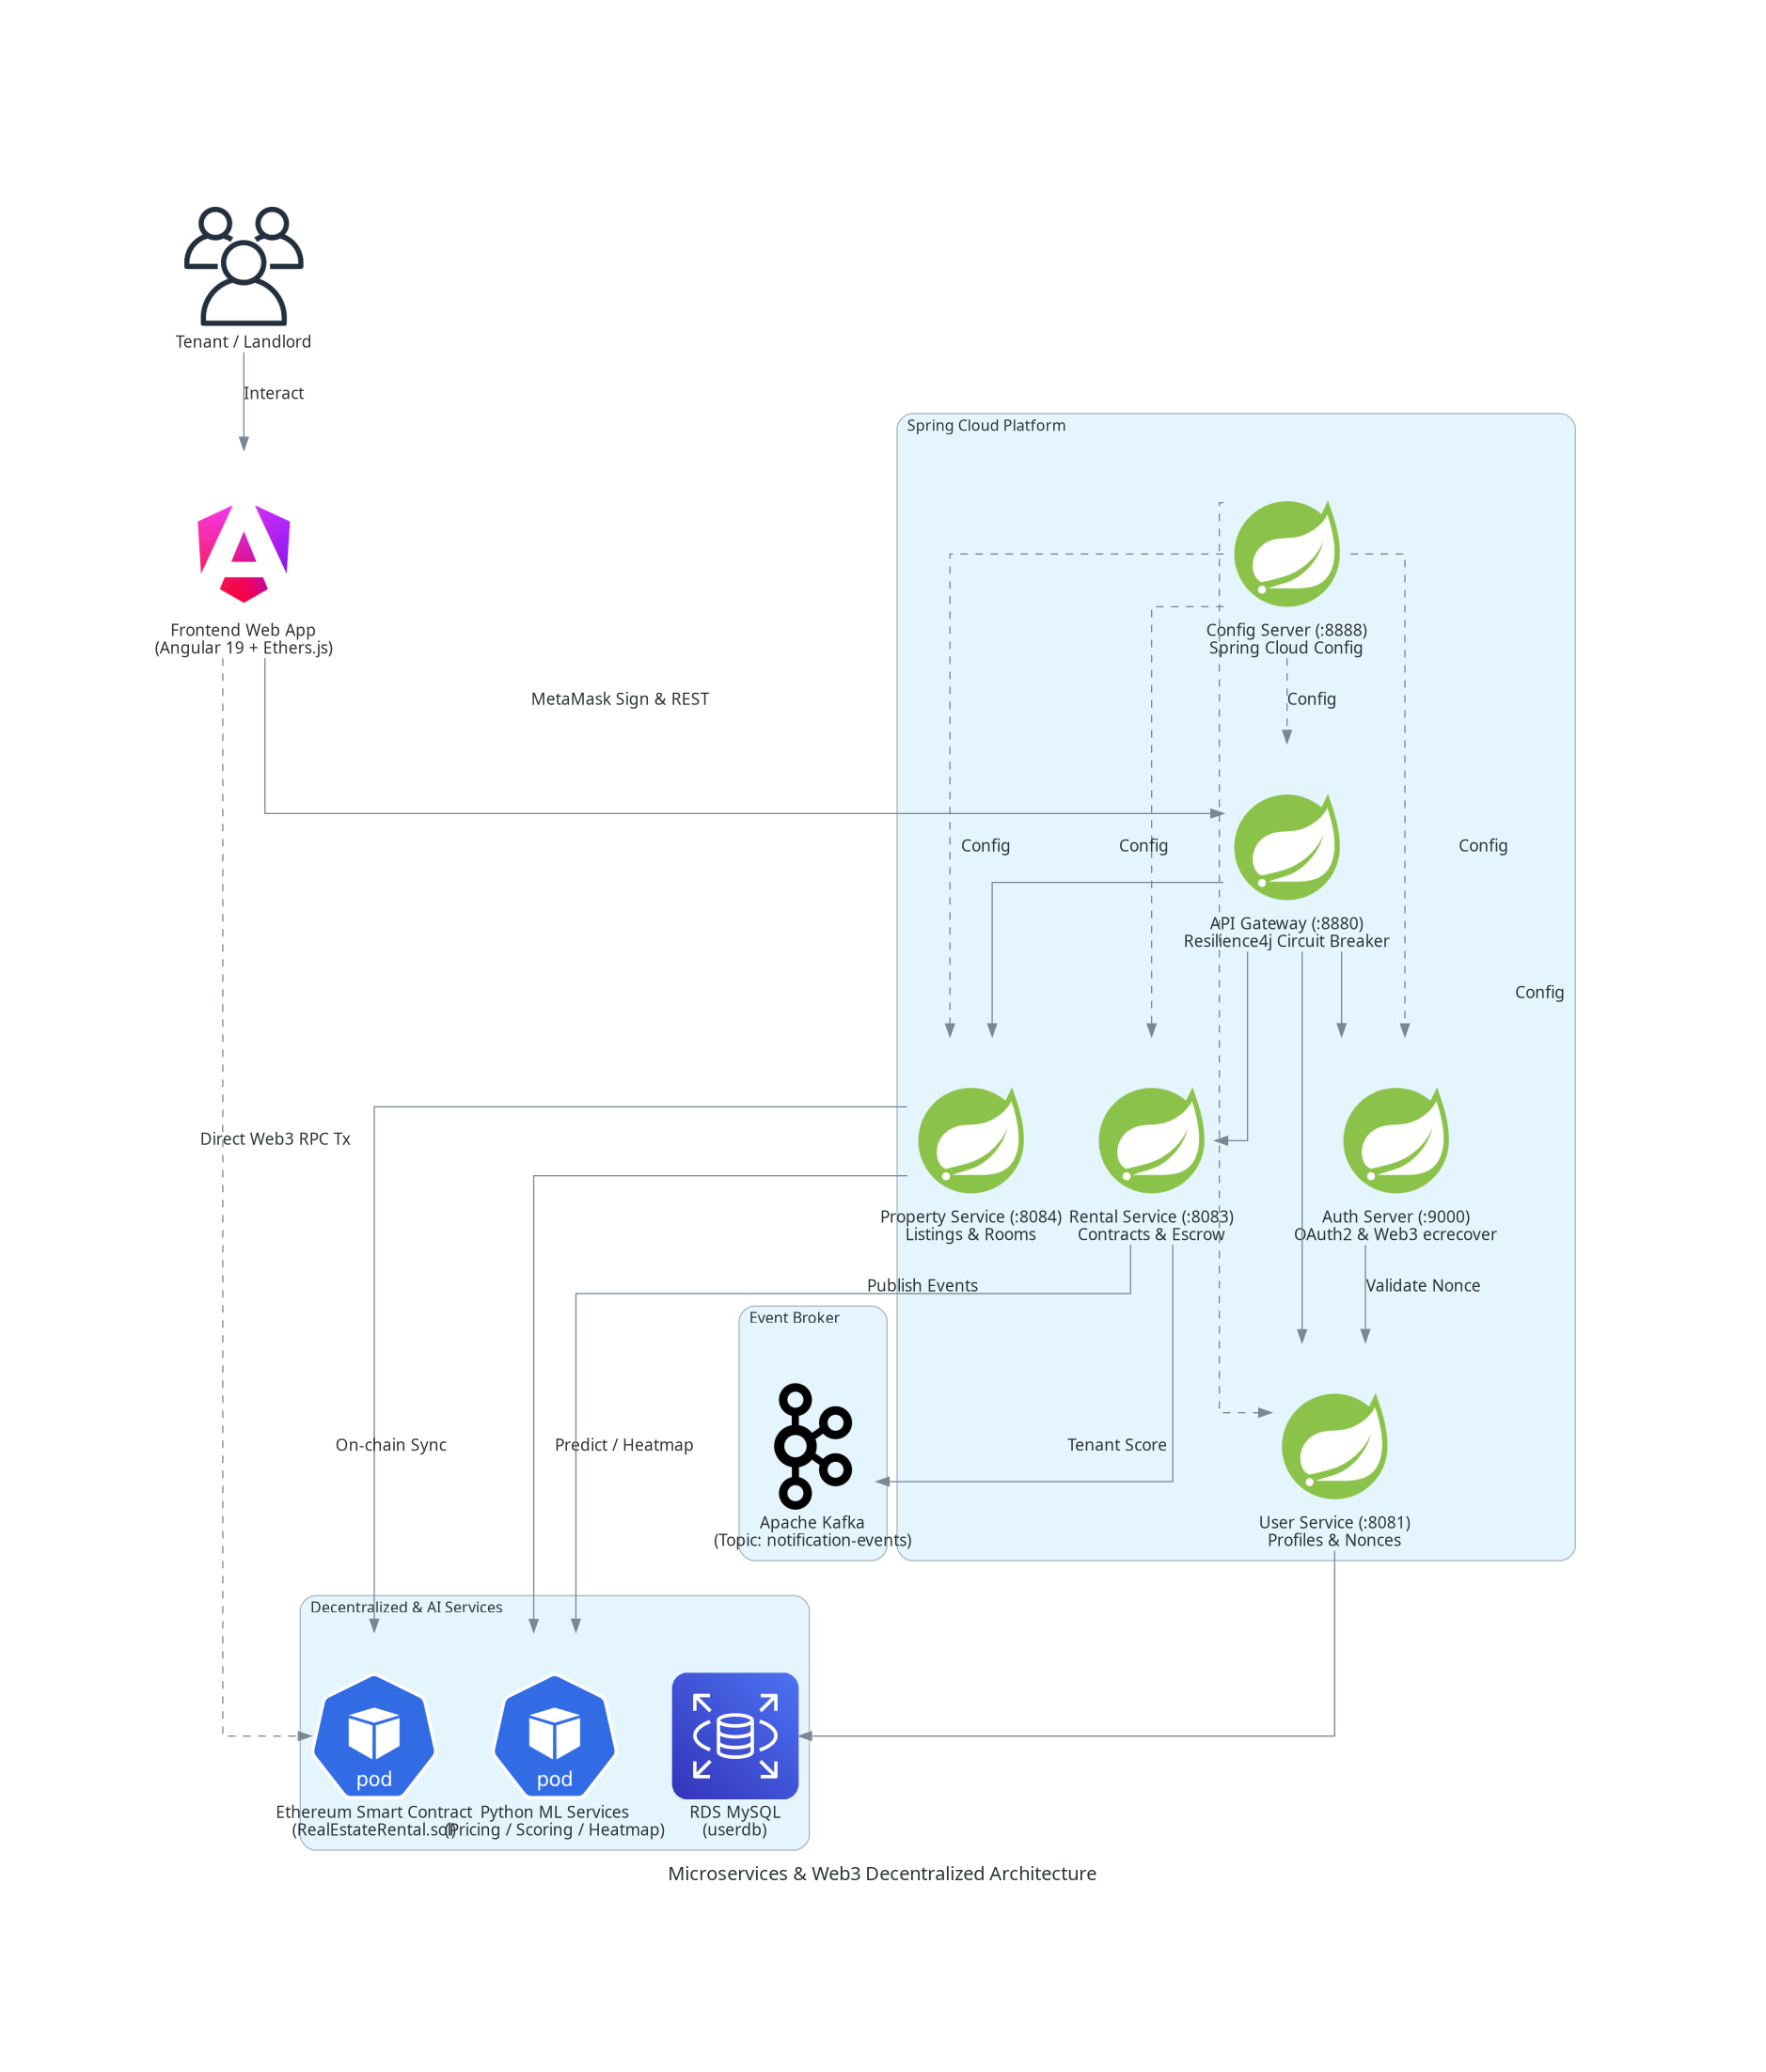 Tenant / Landlord
Interact
Spring Cloud Platform
Frontend Web App
(Angular 19 + Ethers.js)
Config Server (:8888)
Spring Cloud Config
MetaMask Sign & REST
Config
Config
Config
Config
API Gateway (:8880)
Resilience4j Circuit Breaker
Config
Direct Web3 RPC Tx
Property Service (:8084)
Listings & Rooms
Rental Service (:8083)
Contracts & Escrow
Auth Server (:9000)
OAuth2 & Web3 ecrecover
Publish Events
Validate Nonce
Event Broker
On-chain Sync
Predict / Heatmap
Tenant Score
Apache Kafka
(Topic: notification-events)
User Service (:8081)
Profiles & Nonces
Decentralized & AI Services
pod
pod
Ethereum Smart Contract
(RealEstateRental.sol)
Python ML Services
(Pricing / Scoring / Heatmap)
RDS MySQL
(userdb)
Microservices & Web3 Decentralized Architecture